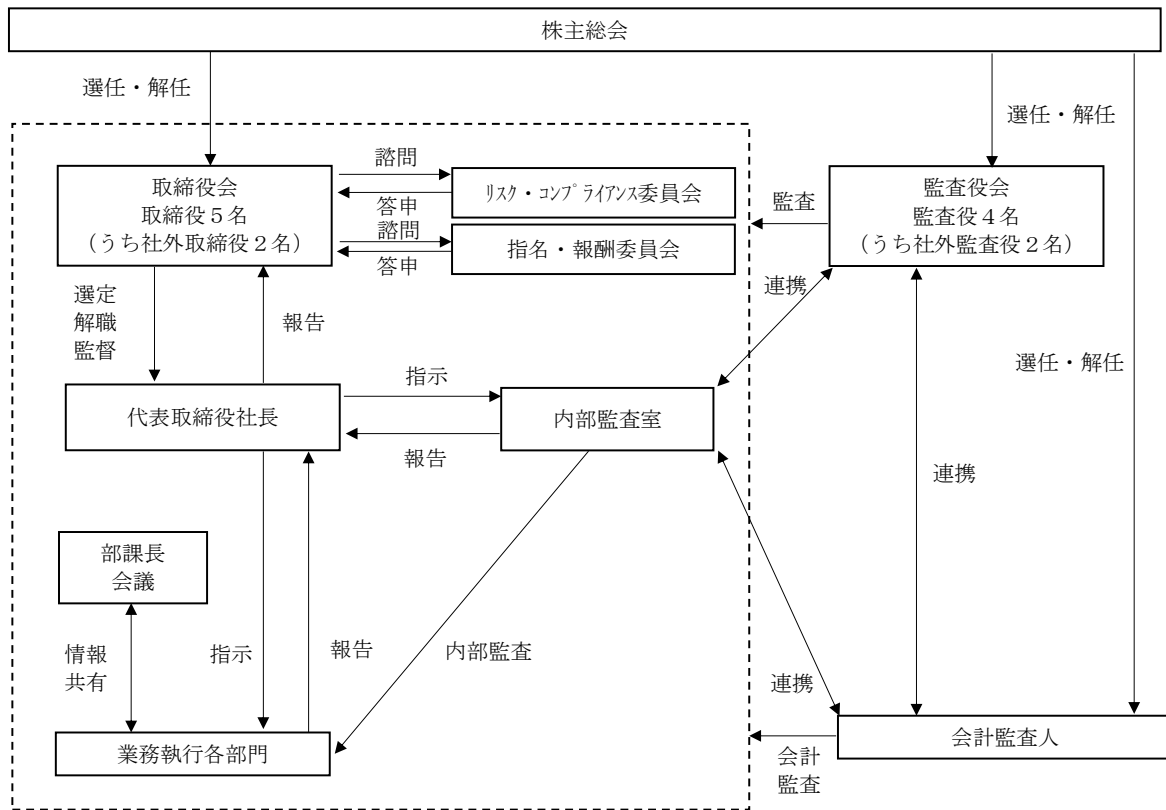 株主総会
選任・解任
選任・解任
取締役会
取締役５名
（うち社外取締役２名）
諮問
答申
ﾘｽｸ・ｺﾝﾌﾟﾗｲｱﾝｽ委員会
諮問
答申
指名・報酬委員会
監査
監査役会
監査役４名
（うち社外監査役２名）
選定
解職
監督
報告
連携
選任・解任
代表取締役社長
指示
報告
内部監査室
連携
部課長
会議
情報
共有
指示
報告
内部監査
連携
業務執行各部門
会計
監査
会計監査人